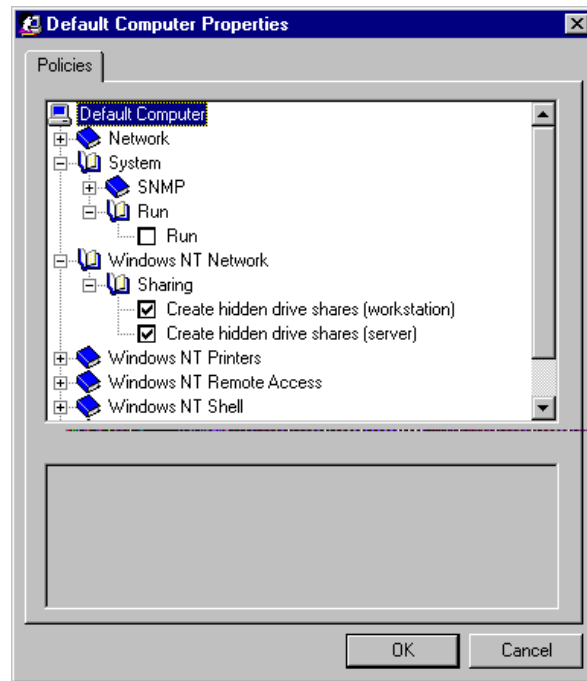 Default Computer Properties
Policies
Default Computer
Network
System
SNMP
Run
Run
Windows NT Network
Sharing
Create hidden drive shares (workstation)
Create hidden drive shares (server)
Windows NT Printers
Windows NT Remote Access
Windows NT Shell
OK
Cancel